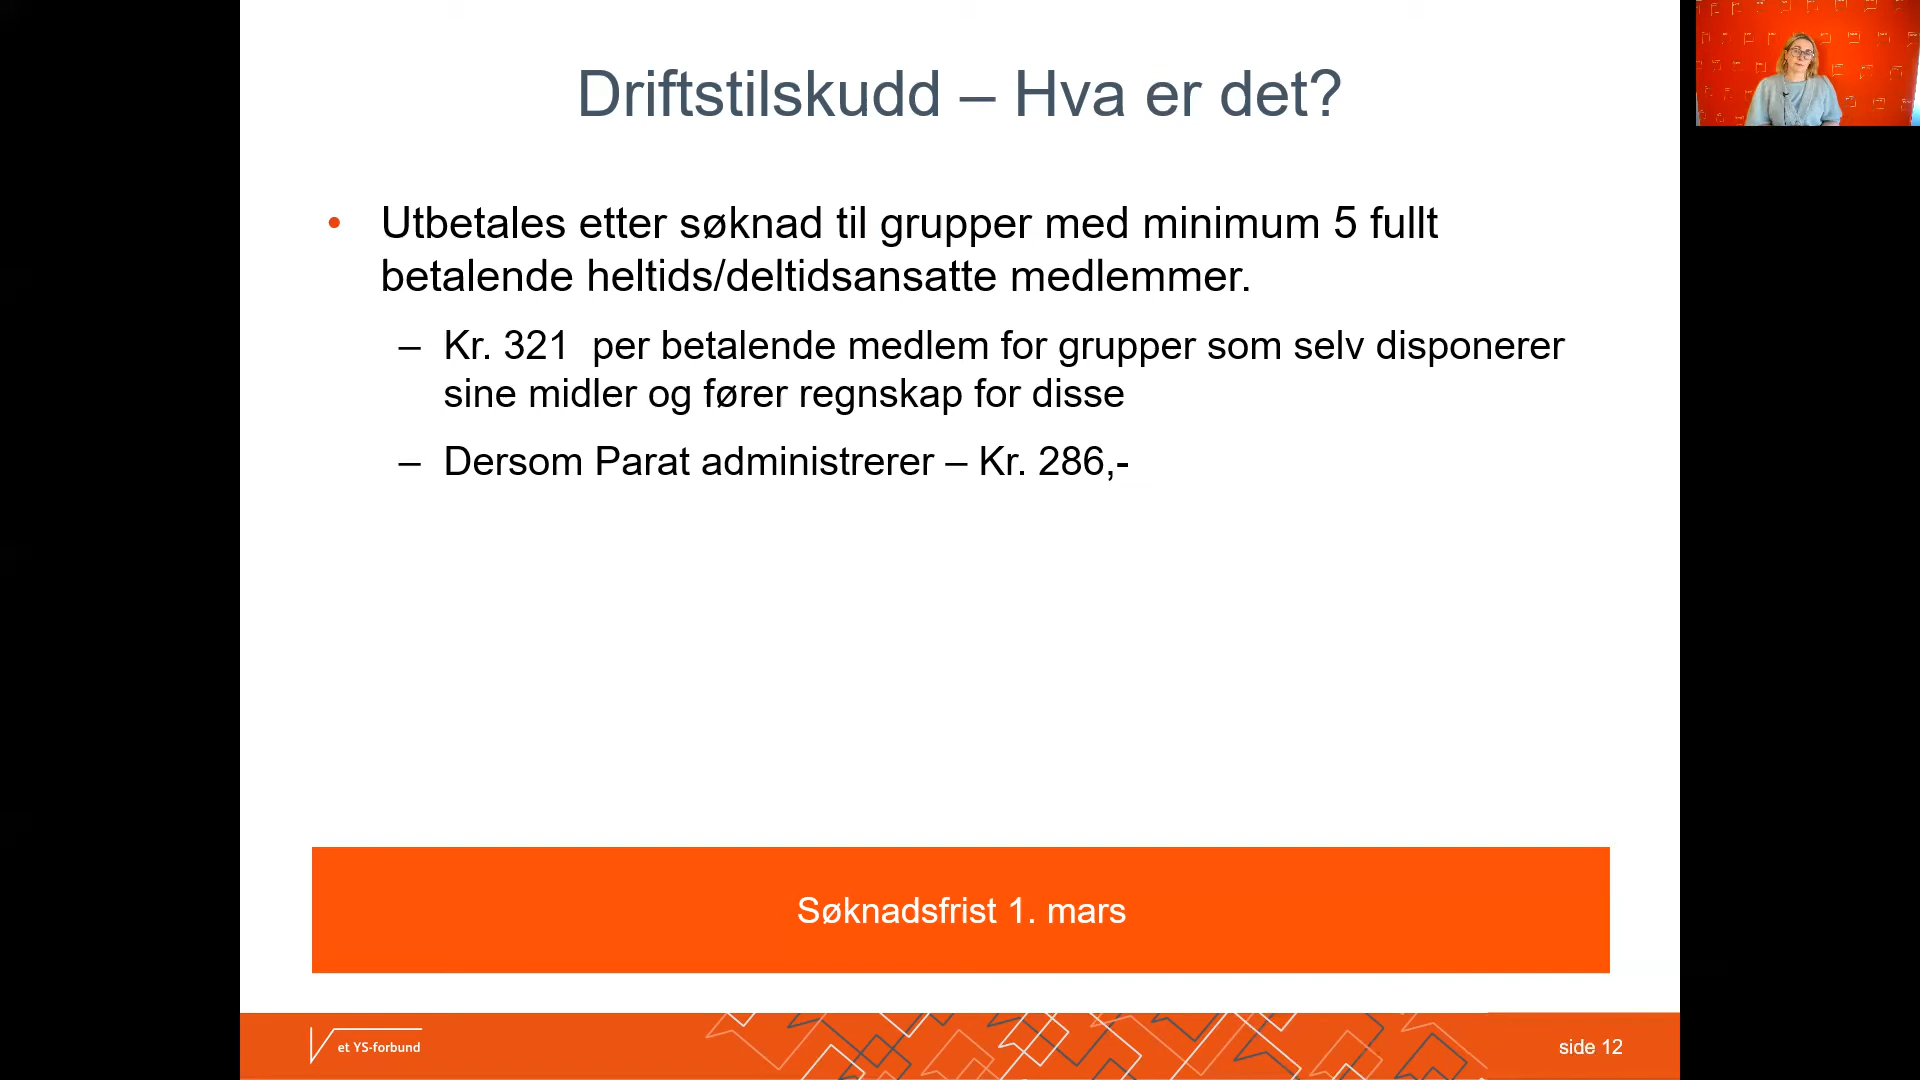 Driftstilskudd – Hva er det?
• Utbetales etter søknad til grupper med minimum 5 fullt
betalende heltids/deltidsansatte medlemmer.
– Kr. 321  per betalende medlem for grupper som selv disponerer
sine midler og fører regnskap for disse
– Dersom Parat administrerer – Kr. 286,-
Søknadsfrist 1. mars
et YS-forbund
side 12